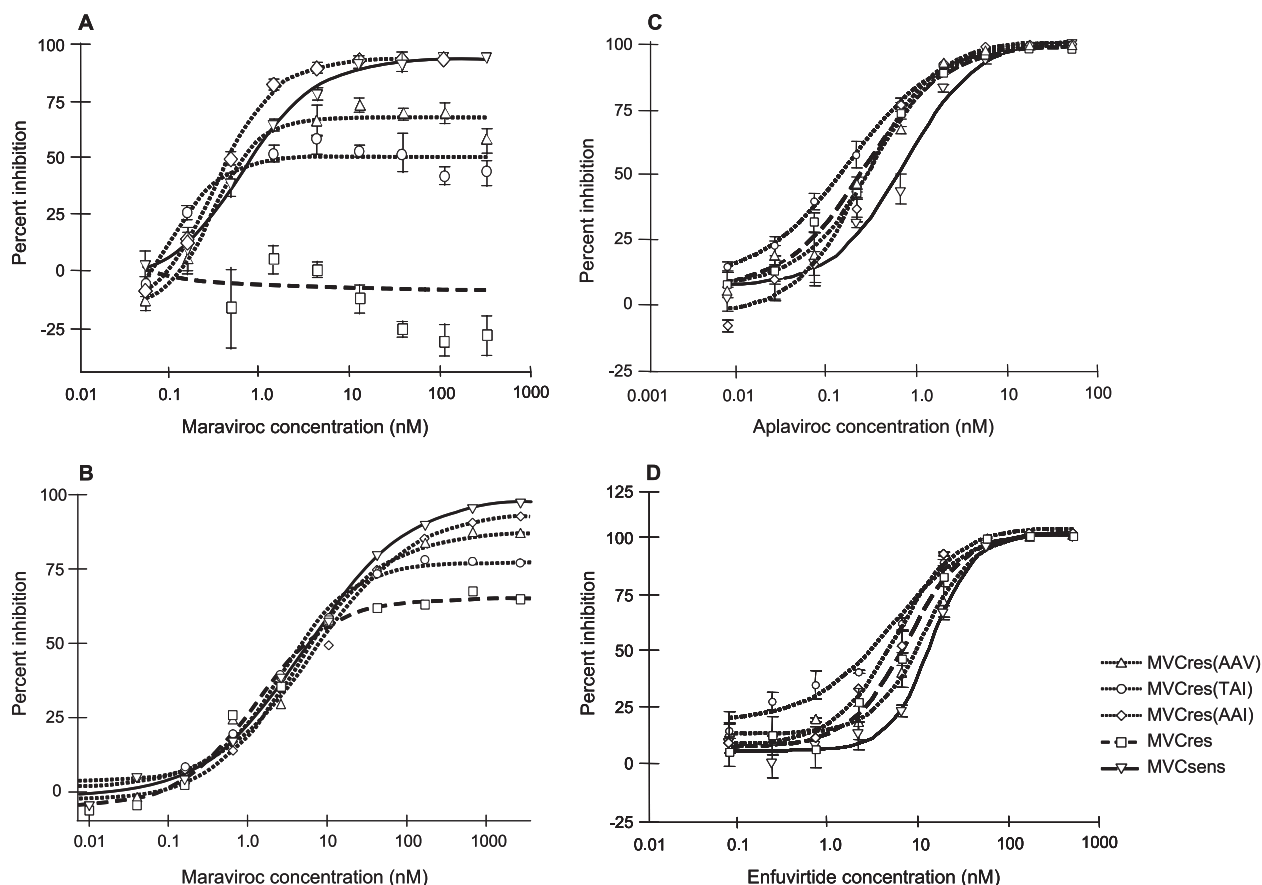 A
100
75
50
25
0
-25
0.01 0.1 1.0 10 100 1000
Percent inhibition
Maraviroc concentration (nM)
C
100
75
50
25
0
-25
0.001 0.01 0.1 1.0 10 100
Percent inhibition
Aplaviroc concentration (nM)
B
100
75
50
25
0
0.01 0.1 1.0 10 100 1000
Percent inhibition
Maraviroc concentration (nM)
D
125
100
75
50
25
0
-25
0.01 0.1 1.0 10 100 1000
Percent inhibition
Enfuvirtide concentration (nM)
MVCres(AAV)
MVCres(TAI)
MVCres(AAI)
MVCres
MVCsens